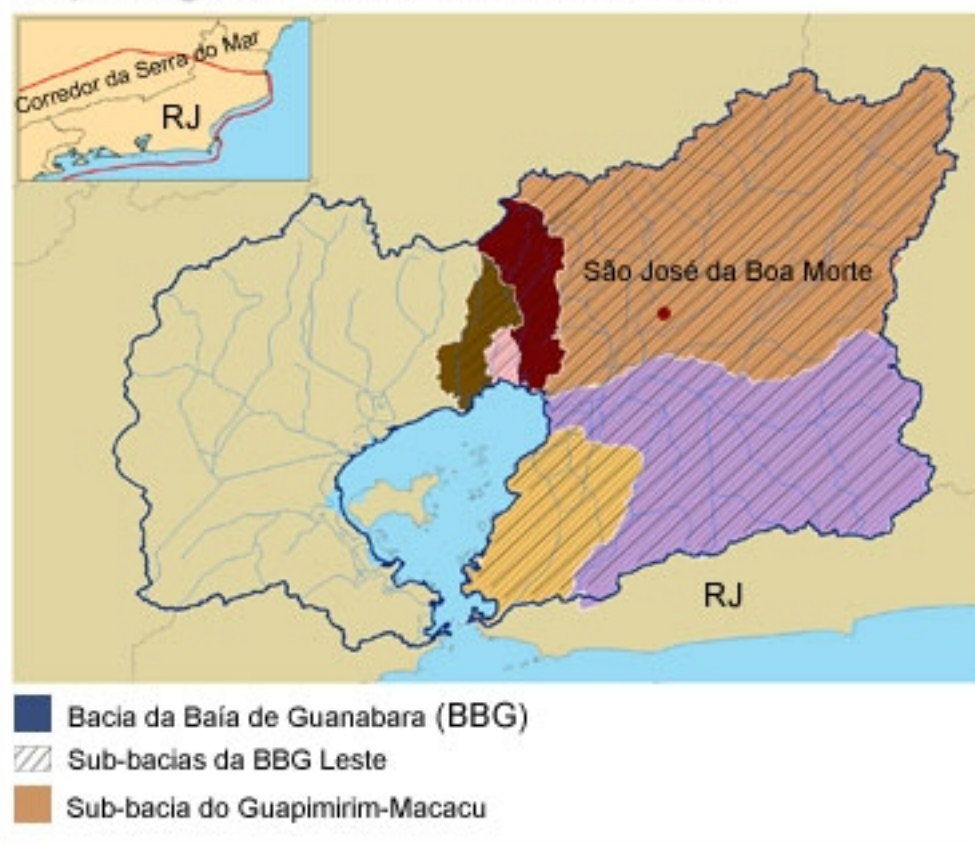 Corredor da Serra do Mar
RJ
São José da Boa Morte
RJ
Bacia da Baía de Guanabara (BBG)
Sub-bacias da BBG Leste
Sub-bacia do Guapimirim-Macacu